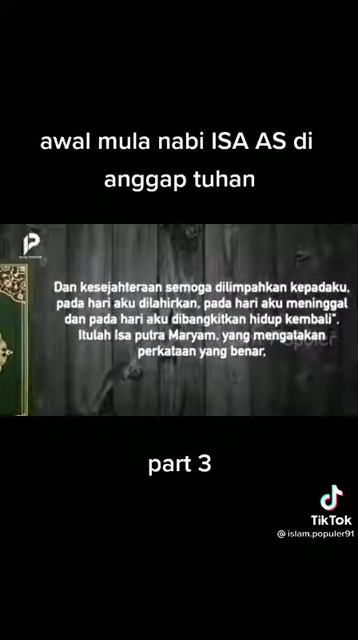 awal mula nabi ISA AS di
anggap tuhan
Dan kesejahteraan semoga dilimpahkan kepadaku,
pada hari aku dilahirkan, pada hari aku meninggal
dan pada hari aku dibangkitkan hidup kembali".
Itulah Isa putra Maryam, yang mengatakan
perkataan yang benar,
part 3
TikTok
@islam.populer91